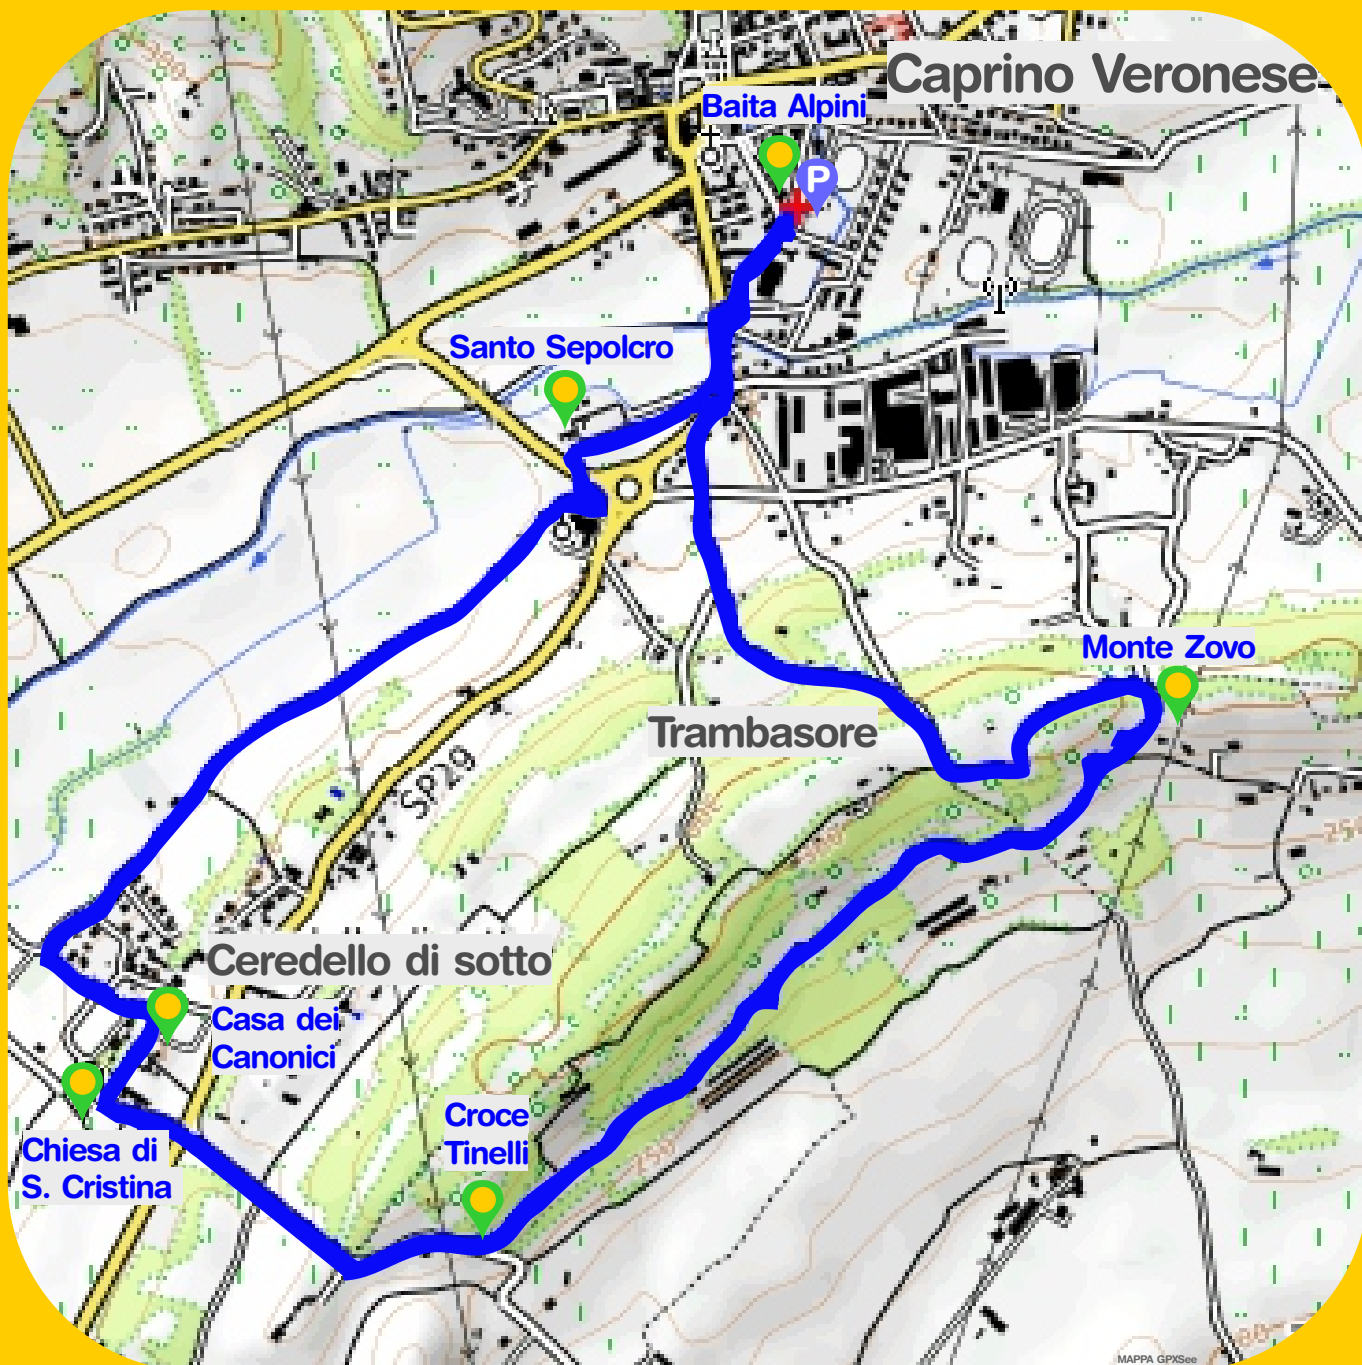 Caprino Veronese
Baita Alpini
P
Santo Sepolcro
Monte Zovo
Trambasore
SP29
Ceredello di sotto
Casa dei
Canonici
Croce
Tinelli
Chiesa di
S. Cristina
250
MAPPA GPXSee